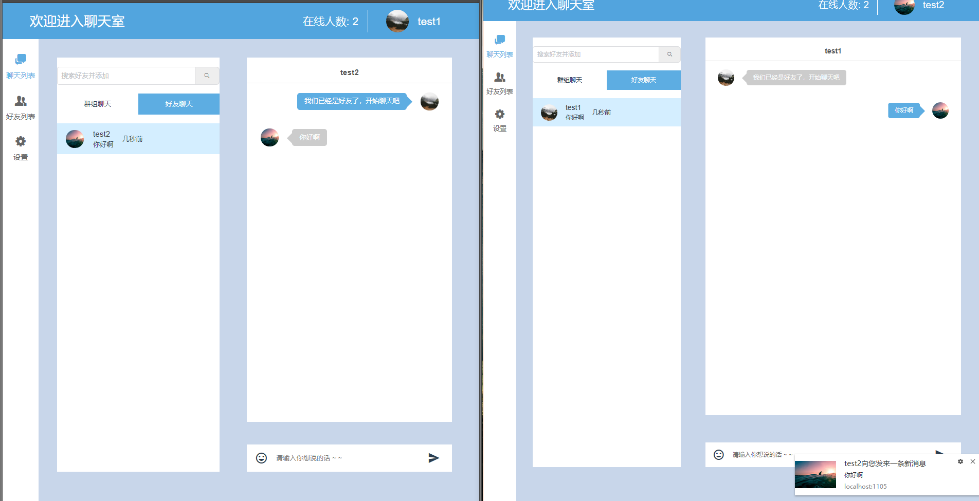 欢迎进入聊天室
在线人数: 2
test1
聊天列表
好友列表
设置
搜索好友并添加
群组聊天
好友聊天
test2
你好啊
几秒前
test2
我们已经是好友了，开始聊天吧
你好啊
请输入你想说的话 ~ ~
欢迎进入聊天室
在线人数: 2
test2
聊天列表
好友列表
设置
搜索好友并添加
群组聊天
好友聊天
test1
你好啊
几秒前
test1
我们已经是好友了，开始聊天吧
你好啊
请输入你想说的话 ~ ~
test2向您发来一条新消息
你好啊
localhost:1105